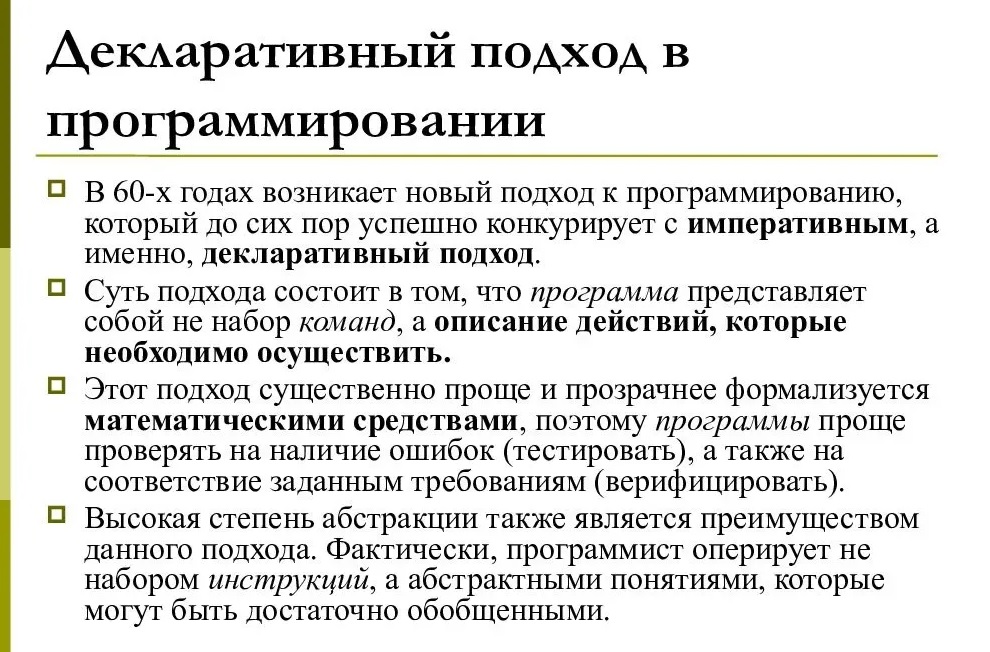 Декларативный подход в
программировании
В 60-х годах возникает новый подход к программированию,
который до сих пор успешно конкурирует с императивным, а
именно, декларативный подход.
Суть подхода состоит в том, что программа представляет
собой не набор команд, а описание действий, которые
необходимо осуществить.
Этот подход существенно проще и прозрачнее формализуется
математическими средствами, поэтому программы проще
проверять на наличие ошибок (тестировать), а также на
соответствие заданным требованиям (верифицировать).
Высокая степень абстракции также является преимуществом
данного подхода. Фактически, программист оперирует не
набором инструкций, а абстрактными понятиями, которые
могут быть достаточно обобщенными.